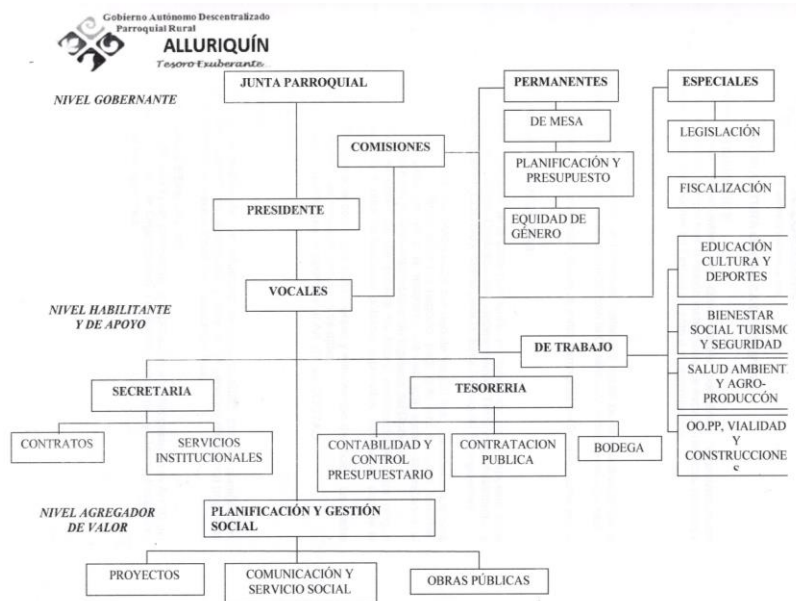 Gobierno Autónomo Descentralizado
Parroquial Rural
ALLURIQUÍN
Tesoro Exuberante...
NIVEL GOBERNANTE
JUNTA PARROQUIAL
COMISIONES
PRESIDENTE
VOCALES
PERMANENTES
DE MESA
PLANIFICACIÓN Y
PRESUPUESTO
EQUIDAD DE
GÉNERO
ESPECIALES
LEGISLACIÓN
FISCALIZACIÓN
DE TRABAJO
EDUCACIÓN
CULTURA Y
DEPORTES
BIENESTAR
SOCIAL TURISMO
Y SEGURIDAD
SALUD AMBIENT
Y AGRO-
PRODUCCÓN
OO.PP, VIALIDAD
Y
CONSTRUCCIONE
S
NIVEL HABILITANTE
Y DE APOYO
SECRETARIA
CONTRATOS
SERVICIOS
INSTITUCIONALES
TESORERIA
CONTABILIDAD Y
CONTROL
PRESUPUESTARIO
CONTRATACION
PUBLICA
BODEGA
NIVEL AGREGADOR
DE VALOR
PLANIFICACIÓN Y GESTIÓN
SOCIAL
PROYECTOS
COMUNICACIÓN Y
SERVICIO SOCIAL
OBRAS PÚBLICAS